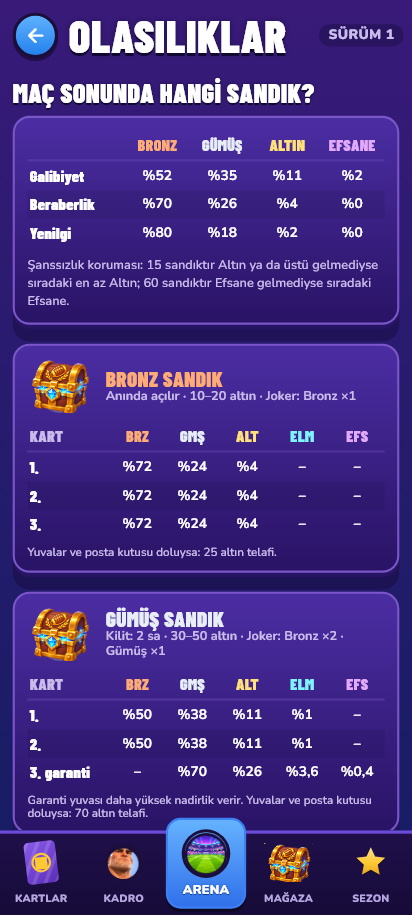 OLASILIKLAR
SÜRÜM 1
MAÇ SONUNDA HANGİ SANDIK?
BRONZ GÜMÜŞ ALTIN EFSANE
Galibiyet %52 %35 %11 %2
Beraberlik %70 %26 %4 %0
Yenilgi %80 %18 %2 %0
Şanssızlık koruması: 15 sandıktır Altın ya da üstü gelmediyse
sıradaki en az Altın; 60 sandıktır Efsane gelmediyse sıradaki
Efsane.
BRONZ SANDIK
Anında açılır · 10–20 altın · Joker: Bronz ×1
KART BRZ GMŞ ALT ELM EFS
1. %72 %24 %4 – –
2. %72 %24 %4 – –
3. %72 %24 %4 – –
Yuvalar ve posta kutusu doluysa: 25 altın telafi.
GÜMÜŞ SANDIK
Kilit: 2 sa · 30–50 altın · Joker: Bronz ×2 ·
Gümüş ×1
KART BRZ GMŞ ALT ELM EFS
1. %50 %38 %11 %1 –
2. %50 %38 %11 %1 –
3. garanti – %70 %26 %3,6 %0,4
Garanti yuvası daha yüksek nadirlik verir. Yuvalar ve posta kutusu
doluysa: 70 altın telafi.
KARTLAR KADRO ARENA MAĞAZA SEZON